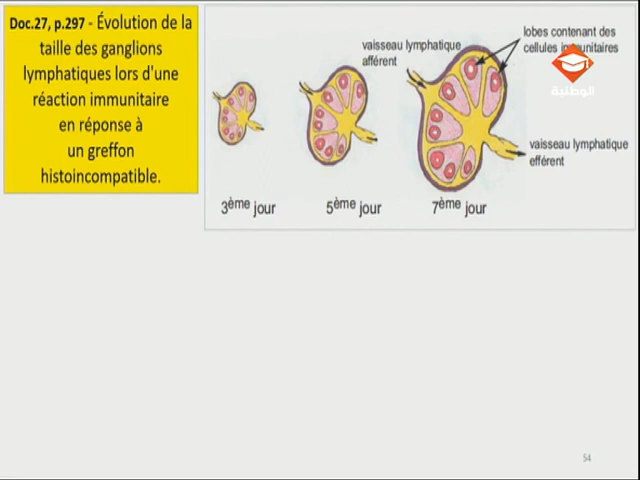 Doc.27, p.297 - Évolution de la
taille des ganglions
lymphatiques lors d'une
réaction immunitaire
en réponse à
un greffon
histoincompatible.
vaisseau lymphatique
afférent
lobes contenant des
cellules immunitaires
الوطنية
vaisseau lymphatique
efférent
3ème jour
5ème jour
7ème jour
54